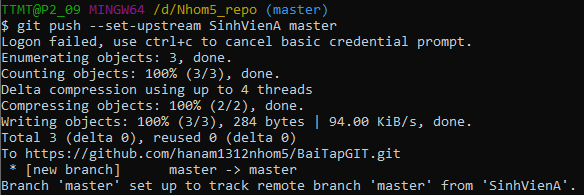 TTMT@P2_09 MINGW64 /d/Nhom5_repo (master)
$ git push --set-upstream SinhVienA master
Logon failed, use ctrl+c to cancel basic credential prompt.
Enumerating objects: 3, done.
Counting objects: 100% (3/3), done.
Delta compression using up to 4 threads
Compressing objects: 100% (2/2), done.
Writing objects: 100% (3/3), 284 bytes | 94.00 KiB/s, done.
Total 3 (delta 0), reused 0 (delta 0)
To https://github.com/hanam1312nhom5/BaiTapGIT.git
 * [new branch]      master -> master
Branch 'master' set up to track remote branch 'master' from 'SinhVienA'.